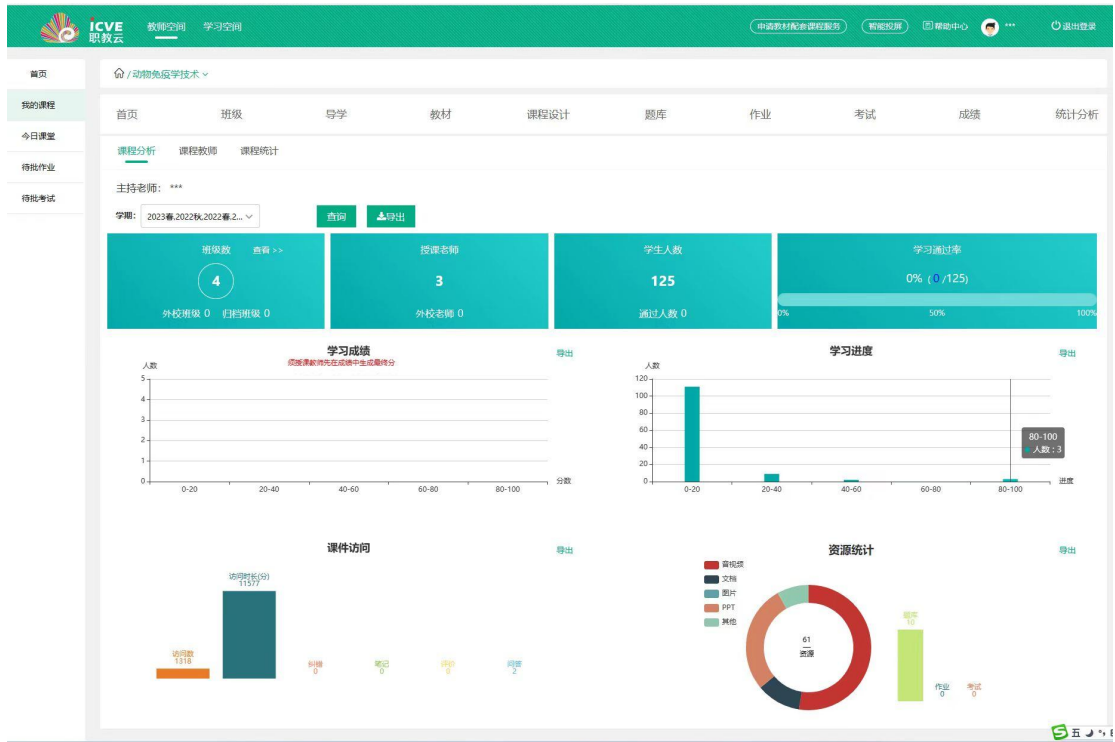 iCVE
职教云
教师空间 学习空间
申请教材配套课程服务 智能投屏 帮助中心 ··· 退出登录
首页
我的课程
今日课堂
待批作业
待批考试
/ 动物免疫学技术
首页 班级 导学 教材 课程设计 题库 作业 考试 成绩 统计分析
课程分析 课程教师 课程统计
主持老师： ***
学期： 2023春,2022秋,2022春,2... 查询 导出
班级数 查看 >>
4
外校班级 0 归档班级 0
授课老师
3
外校老师 0
学生人数
125
通过人数 0
学习通过率
0% ( 0 /125)
0% 50% 100%
学习成绩
须授课教师先在成绩中生成最终分
导出
人数
5
4
3
2
1
0
0-20 20-40 40-60 60-80 80-100
分数
学习进度
导出
人数
120
100
80
60
40
20
0
0-20 20-40 40-60 60-80 80-100
进度
80-100
人数 : 3
课件访问
导出
访问数
1318
访问时长(分)
11577
纠错
0
笔记
0
评价
0
问答
2
资源统计
导出
音视频
文档
图片
PPT
其他
61
资源
题库
10
作业
0
考试
0
五